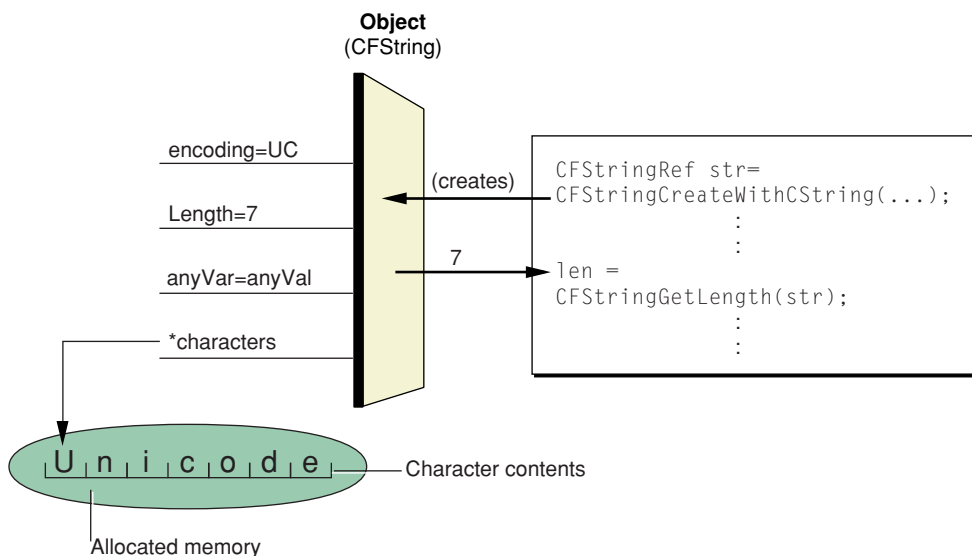 Object
(CFString)
encoding=UC
Length=7
anyVar=anyVal
*characters
(creates)
7
CFStringRef str=
CFStringCreateWithCString(...);
:
:
len =
CFStringGetLength(str);
:
:
U n i c o d e
Character contents
Allocated memory